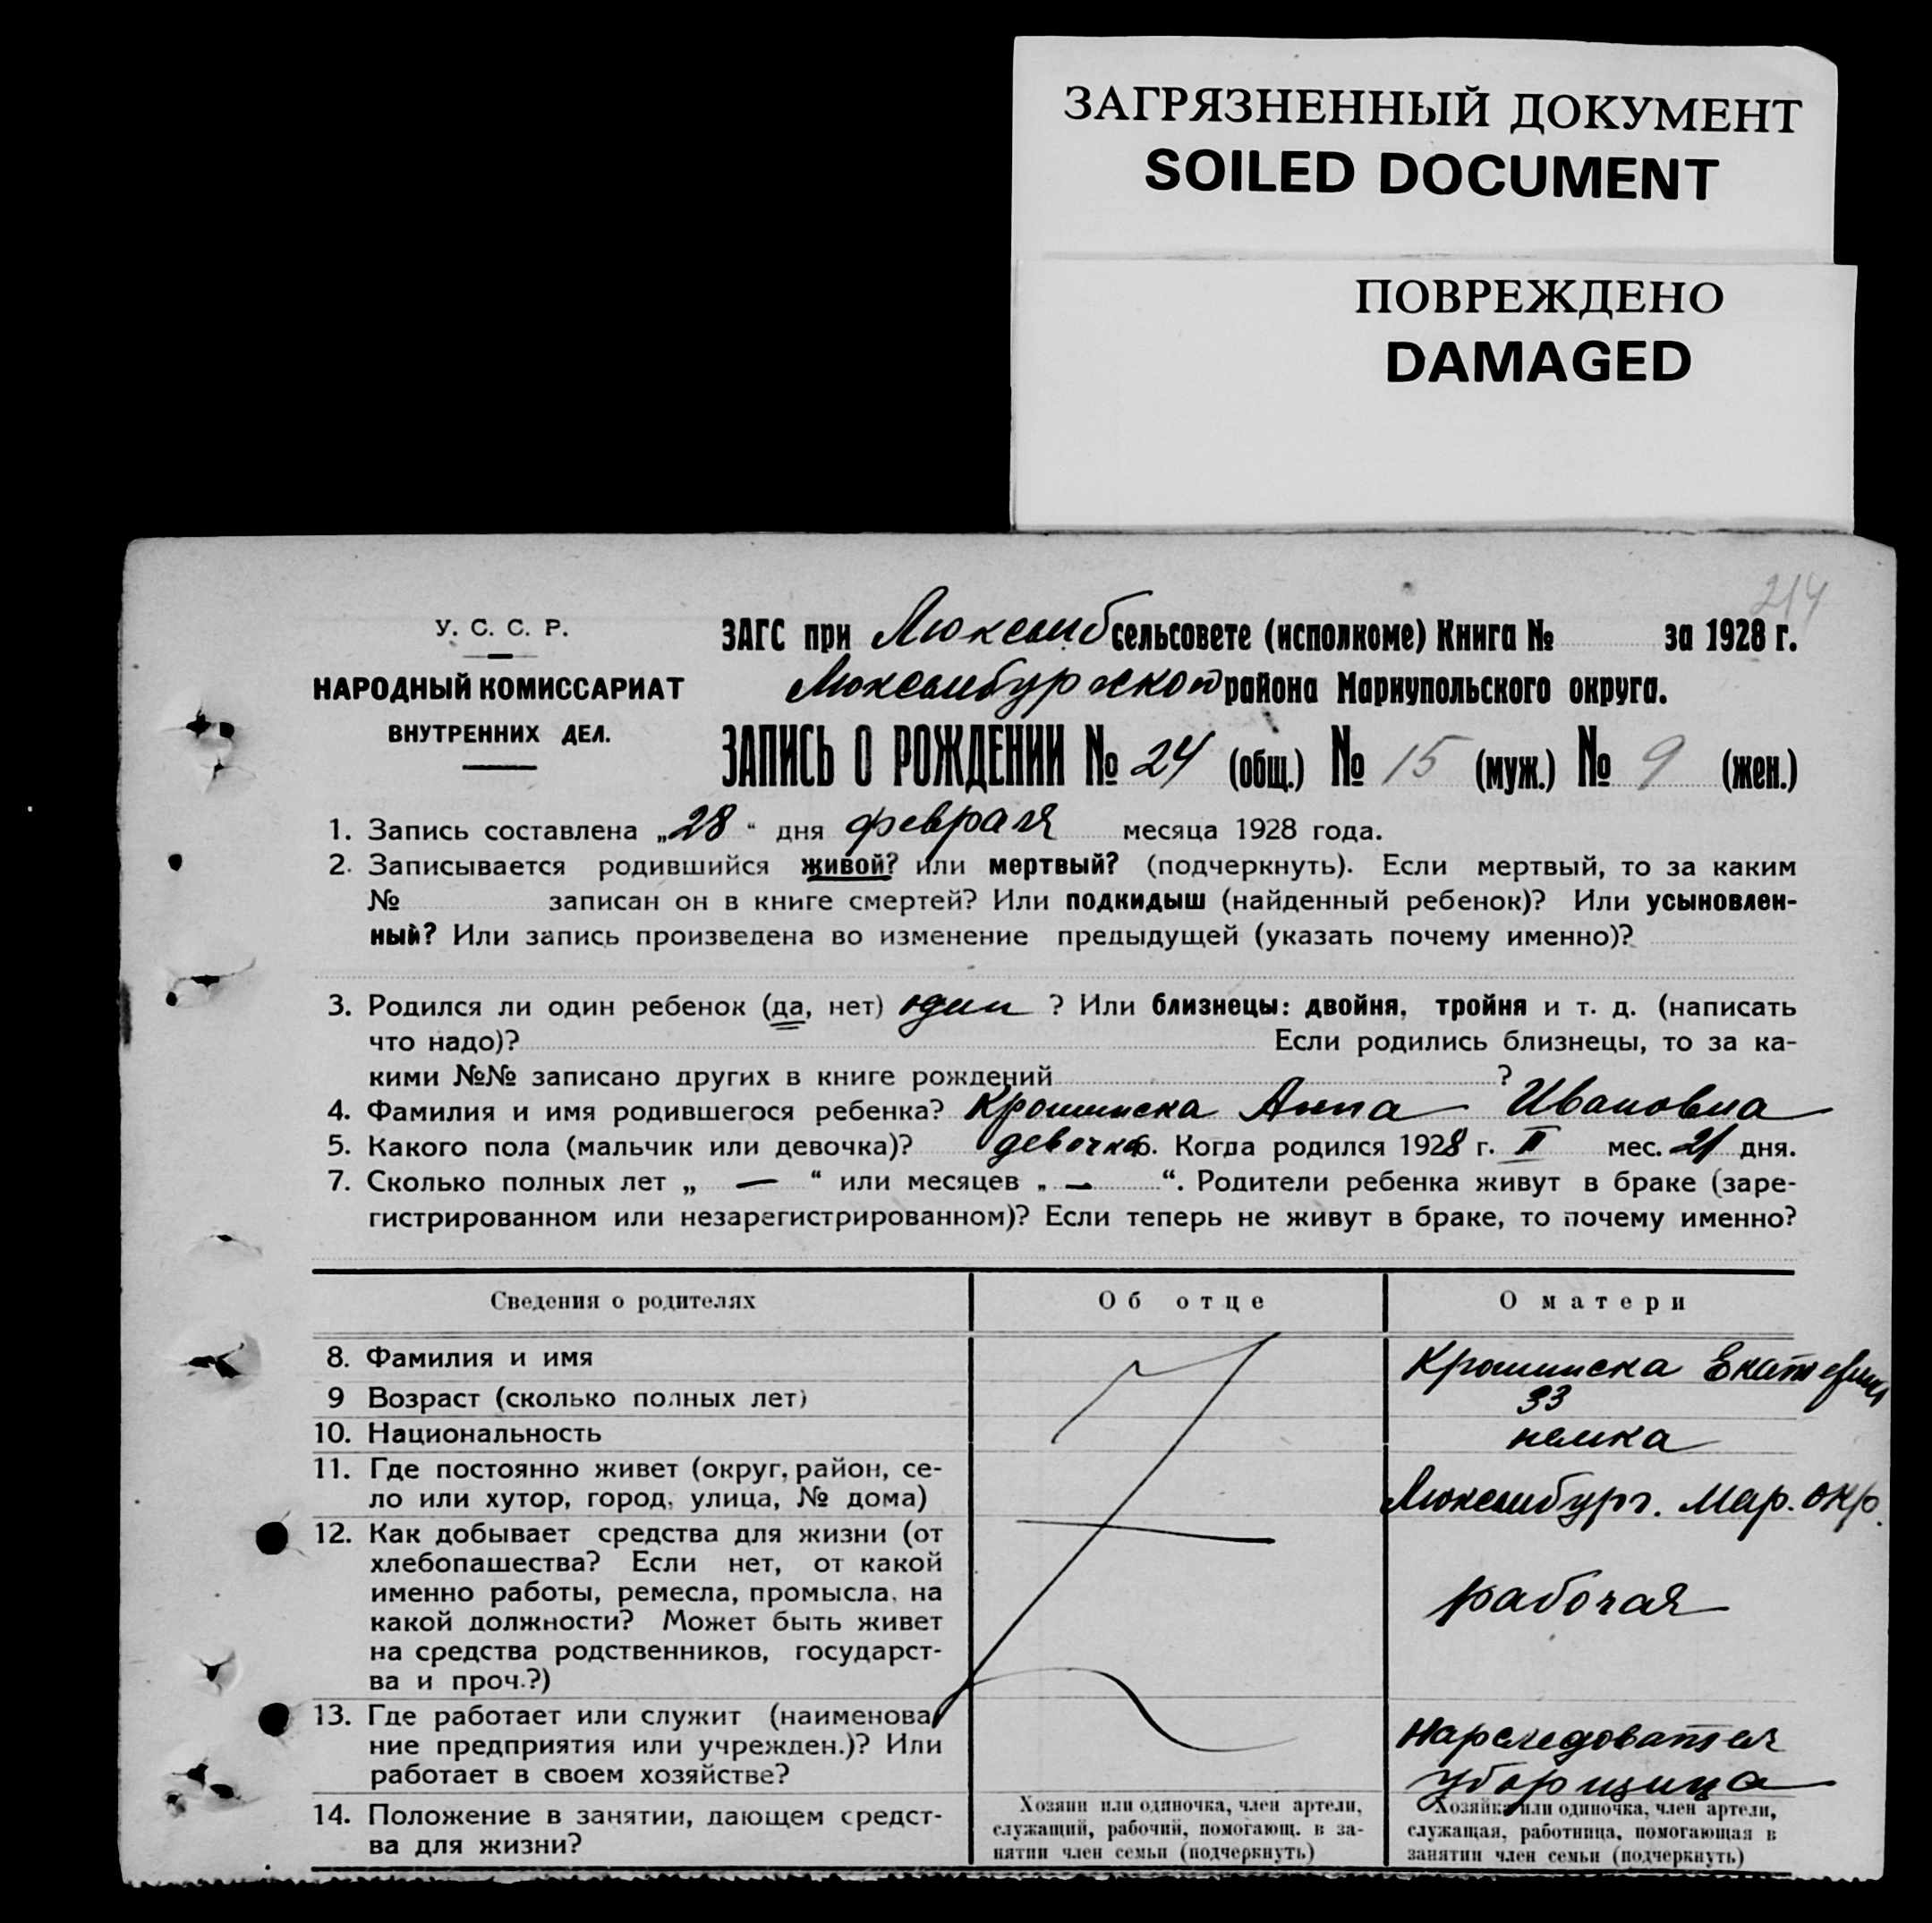 ЗАГРЯЗНЕННЫЙ ДОКУМЕНТ
SOILED DOCUMENT
ПОВРЕЖДЕНО
DAMAGED
214
У. С. С. Р.
НАРОДНЫЙ КОМИССАРИАТ
ВНУТРЕННИХ ДЕЛ.
ЗАГС при Люксемб сельсовете (исполкоме) Книга № за 1928 г.
Люксембургского района Мариупольского округа.
ЗАПИСЬ О РОЖДЕНИИ № 24 (общ.) № 15 (муж.) № 9 (жен.)
1. Запись составлена „28“ дня февраля месяца 1928 года.
2. Записывается родившийся живой? или мертвый? (подчеркнуть). Если мертвый, то за каким
№ записан он в книге смертей? Или подкидыш (найденный ребенок)? Или усыновлен-
ный? Или запись произведена во изменение предыдущей (указать почему именно)?
3. Родился ли один ребенок (да, нет) один ? Или близнецы: двойня, тройня и т. д. (написать
что надо)? Если родились близнецы, то за ка-
кими №№ записано других в книге рождений ?
4. Фамилия и имя родившегося ребенка? Анна Ивановна
5. Какого пола (мальчик или девочка)? девочка 6. Когда родился 1928 г. II мес. 21 дня.
7. Сколько полных лет „ — “ или месяцев „ — “. Родители ребенка живут в браке (заре-
гистрированном или незарегистрированном)? Если теперь не живут в браке, то почему именно?
Сведения о родителях Об отце О матери
8. Фамилия и имя Екатерина
9 Возраст (сколько полных лет) 33
10. Национальность немка
11. Где постоянно живет (округ, район, се-
ло или хутор, город, улица, № дома) Люксембург. Мар. окр.
12. Как добывает средства для жизни (от
хлебопашества? Если нет, от какой
именно работы, ремесла, промысла, на
какой должности? Может быть живет
на средства родственников, государст-
ва и проч.?)
рабочая
13. Где работает или служит (наименова
ние предприятия или учрежден.)? Или
работает в своем хозяйстве?
Нарследователя
уборщица
14. Положение в занятии, дающем средст-
ва для жизни?
Хозяин или одиночка, член артели,
служащий, рабочий, помогающ. в за-
нятии член семьи (подчеркнуть)
Хозяйка или одиночка, член артели,
служащая, работница, помогающая в
занятии член семьи (подчеркнуть)